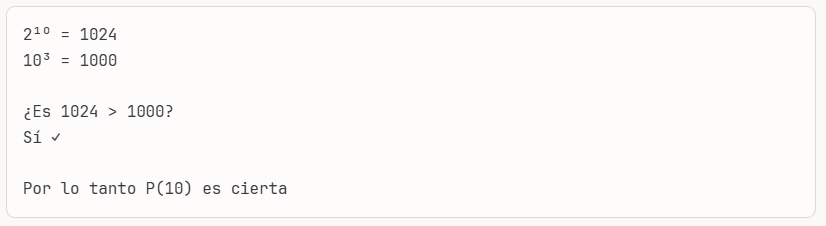 2¹⁰ = 1024
10³ = 1000
¿Es 1024 > 1000?
Sí ✓
Por lo tanto P(10) es cierta